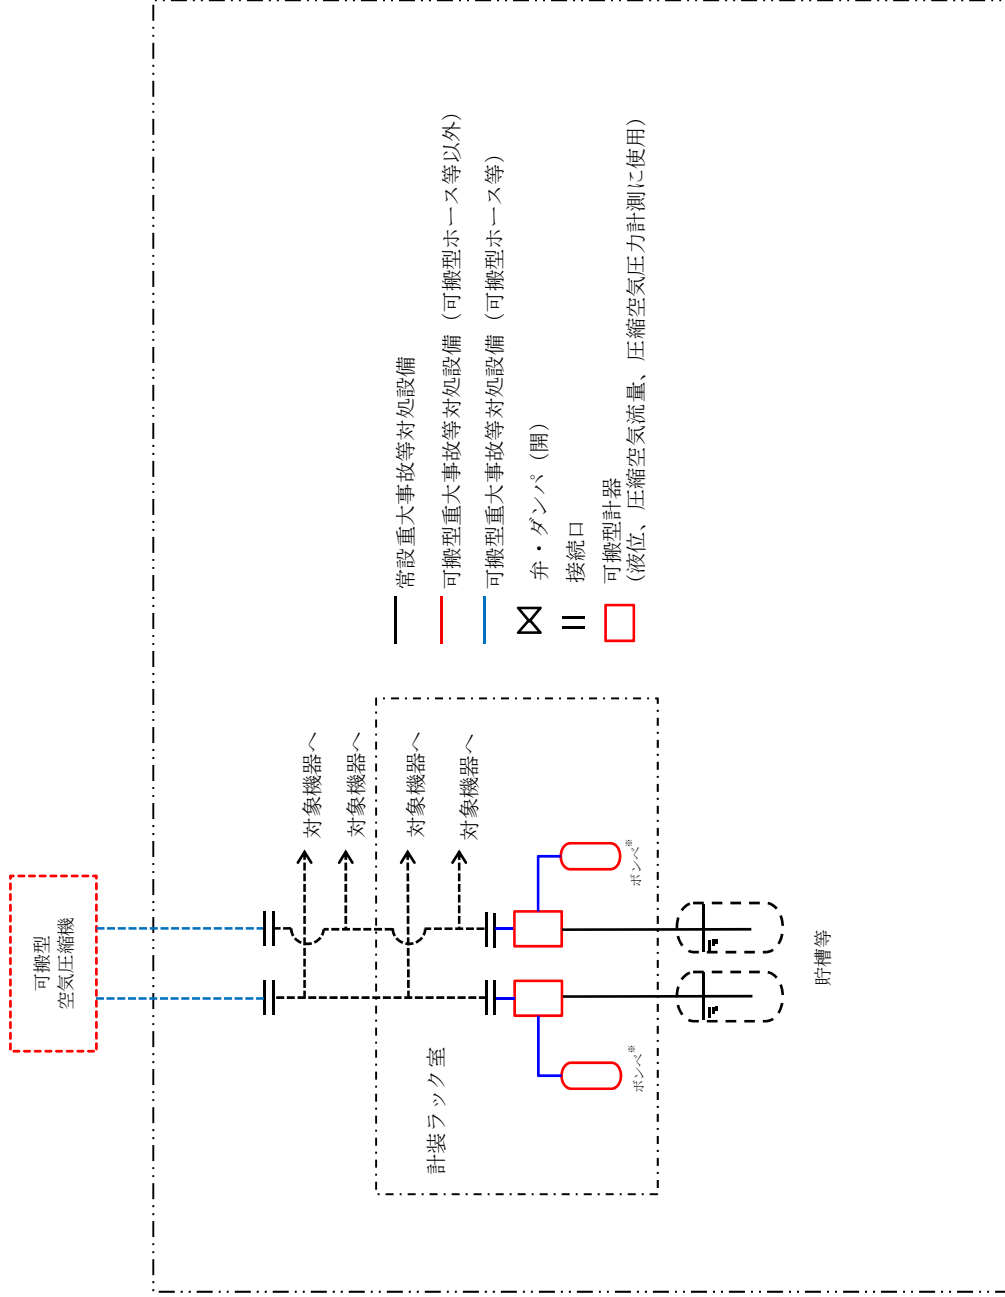 可搬型
空気圧縮機
対象機器へ
対象機器へ
対象機器へ
対象機器へ
計装ラック室
ボンベ※
ボンベ※
貯槽等
常設重大事故等対処設備
可搬型重大事故等対処設備（可搬型ホース等以外）
可搬型重大事故等対処設備（可搬型ホース等）
弁・ダンパ（開）
接続口
可搬型計器
（液位、圧縮空気流量、圧縮空気圧力計測に使用）